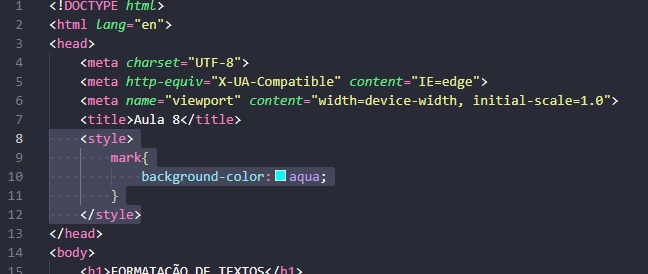 1 <!DOCTYPE html>
2 <html lang="en">
3 <head>
4 <meta charset="UTF-8">
5 <meta http-equiv="X-UA-Compatible" content="IE=edge">
6 <meta name="viewport" content="width=device-width, initial-scale=1.0">
7 <title>Aula 8</title>
8 <style>
9 mark{
10 background-color: aqua;
11 }
12 </style>
13 </head>
14 <body>
15 <h1>FORMATAÇÃO DE TEXTOS</h1>